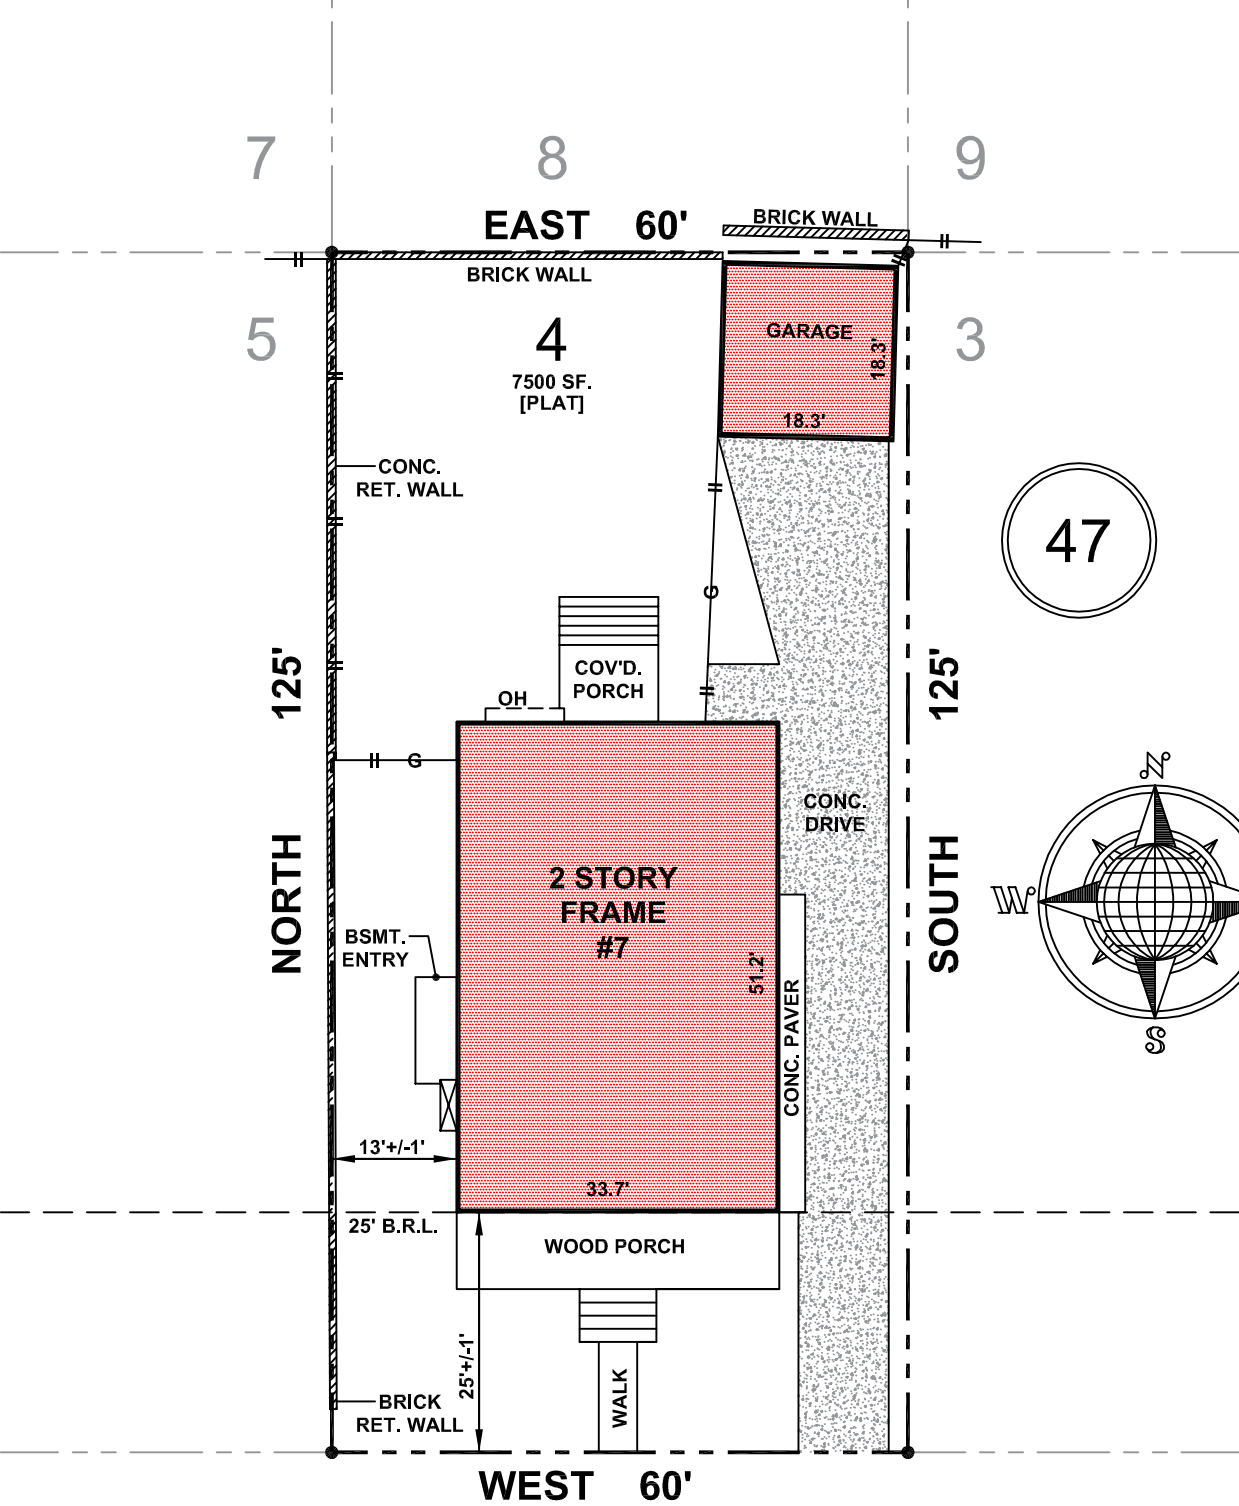 7
8
9
EAST 60'
BRICK WALL
BRICK WALL
5
4
7500 SF.
[PLAT]
GARAGE
18.3'
18.3'
3
CONC.
RET. WALL
47
G
COV'D.
PORCH
OH
125'
125'
G
CONC.
DRIVE
N
W
S
NORTH
SOUTH
2 STORY
FRAME
#7
BSMT.
ENTRY
51.2'
CONC. PAVER
13'+/-1'
33.7'
25' B.R.L.
WOOD PORCH
25'+/-1'
WALK
BRICK
RET. WALL
WEST 60'